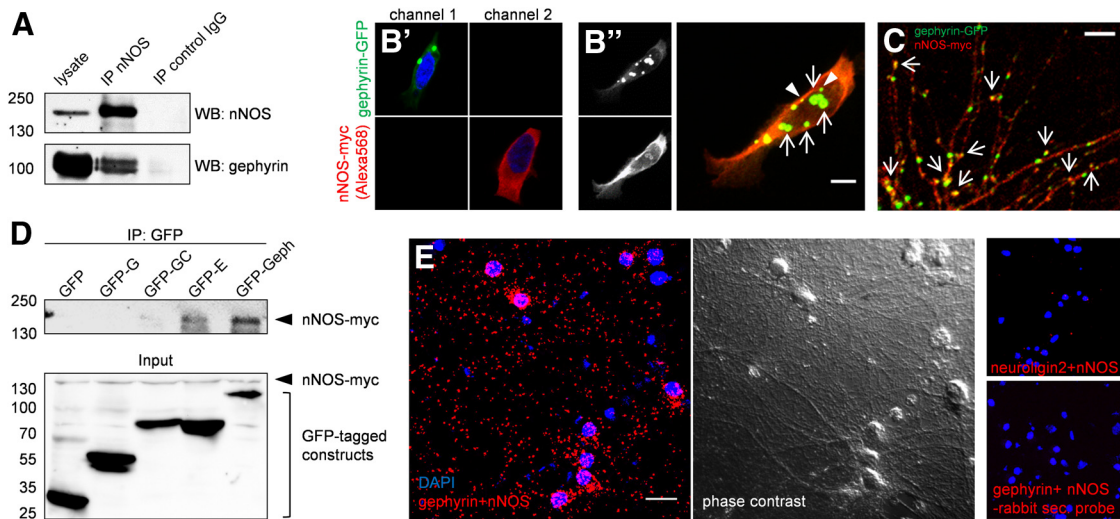 A
lysate
IP nNOS
IP control IgG
250
130
WB: nNOS
100
WB: gephyrin
channel 1
channel 2
gephyrin-GFP
nNOS-myc
(Alexa568)
B'
B''
C
gephyrin-GFP
nNOS-myc
D
IP: GFP
GFP
GFP-G
GFP-GC
GFP-E
GFP-Geph
250
130
nNOS-myc
Input
nNOS-myc
130
100
70
55
35
25
GFP-tagged
constructs
E
DAPI
gephyrin+nNOS
phase contrast
neuroligin2+nNOS
gephyrin+ nNOS
-rabbit sec. probe